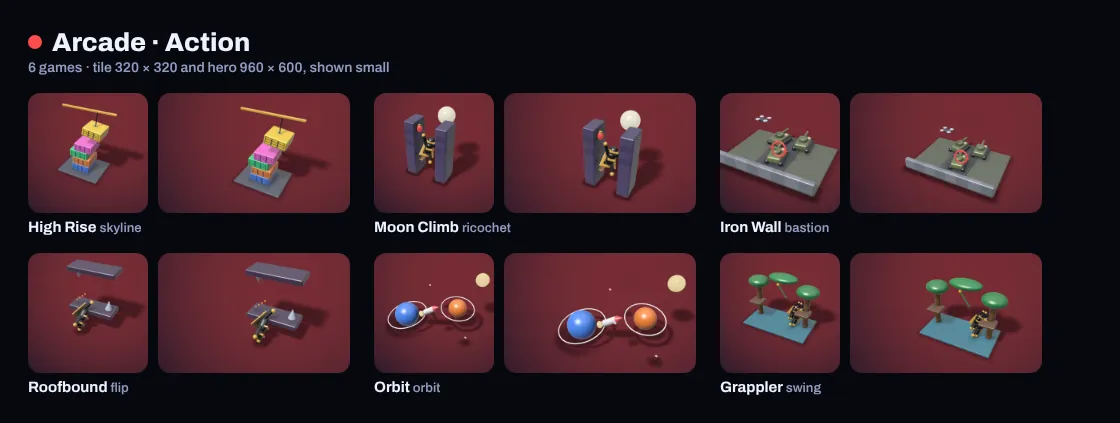 Arcade · Action
6 games · tile 320 × 320 and hero 960 × 600, shown small
High Rise skyline
Moon Climb ricochet
Iron Wall bastion
Roofbound flip
Orbit orbit
Grappler swing